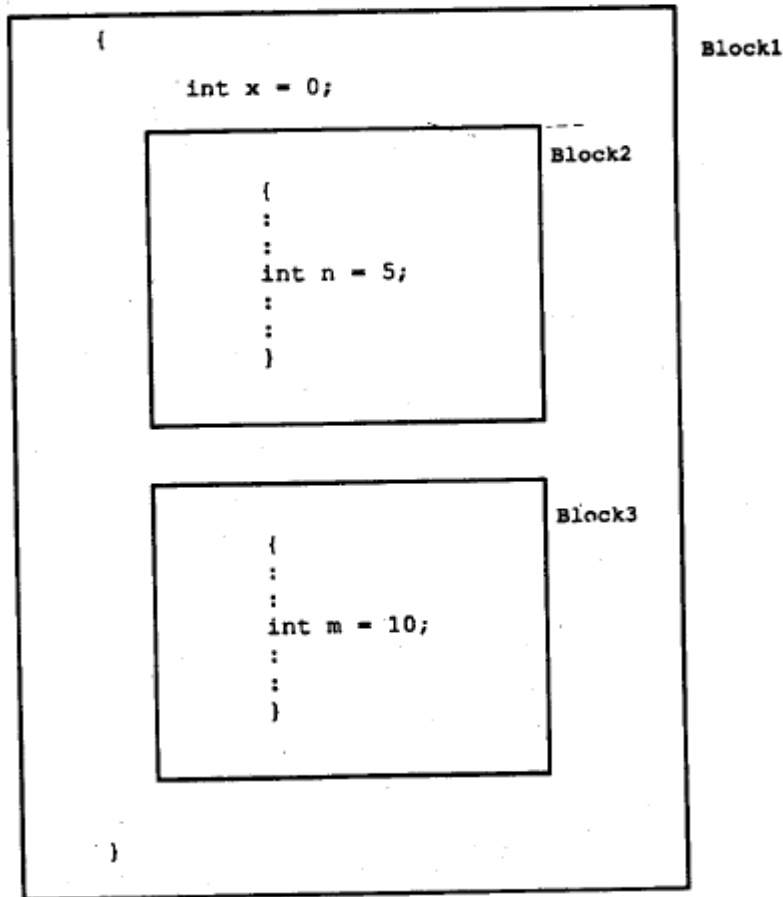 {
Block1
int x = 0;
Block2
{
:
:
int n = 5;
:
:
}
Block3
{
:
:
int m = 10;
:
:
}
}